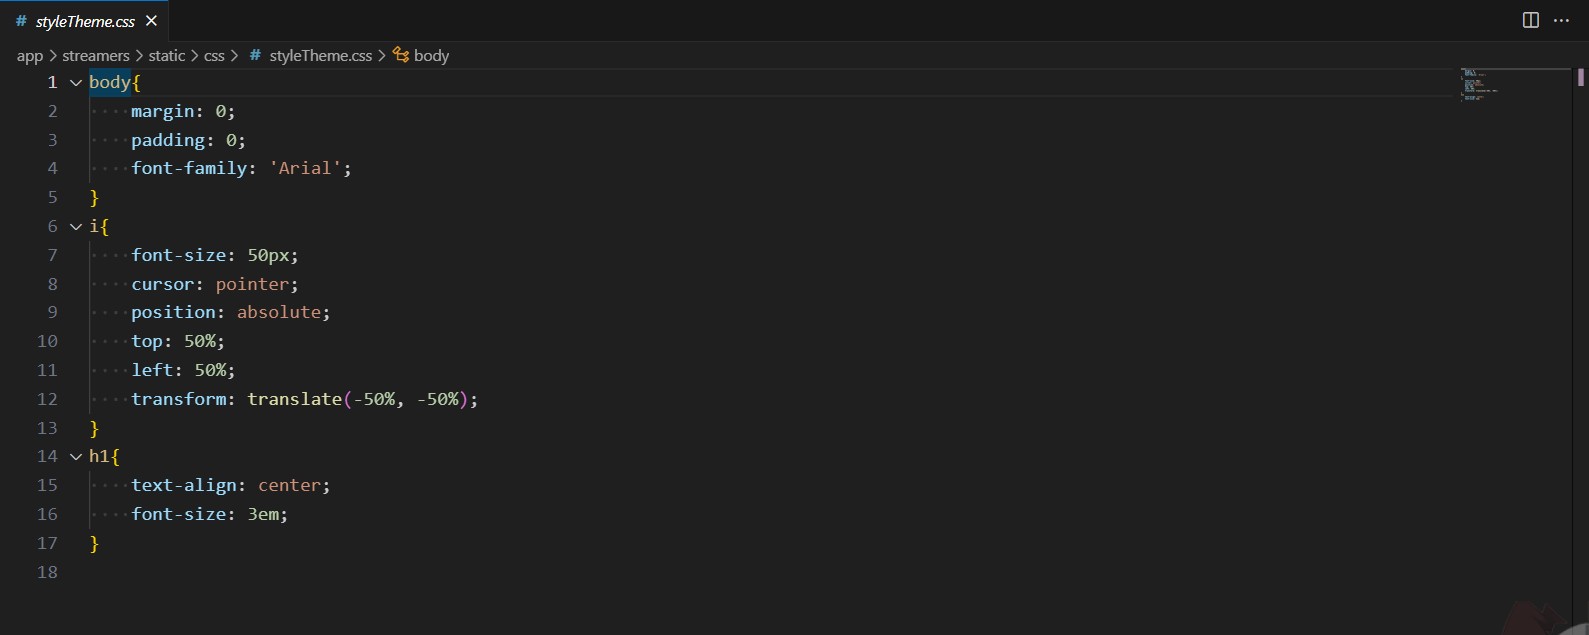 # styleTheme.css
app > streamers > static > css > # styleTheme.css > body
1 body{
2 ····margin: 0;
3 ····padding: 0;
4 ····font-family: 'Arial';
5 }
6 i{
7 ····font-size: 50px;
8 ····cursor: pointer;
9 ····position: absolute;
10 ····top: 50%;
11 ····left: 50%;
12 ····transform: translate(-50%, -50%);
13 }
14 h1{
15 ····text-align: center;
16 ····font-size: 3em;
17 }
18